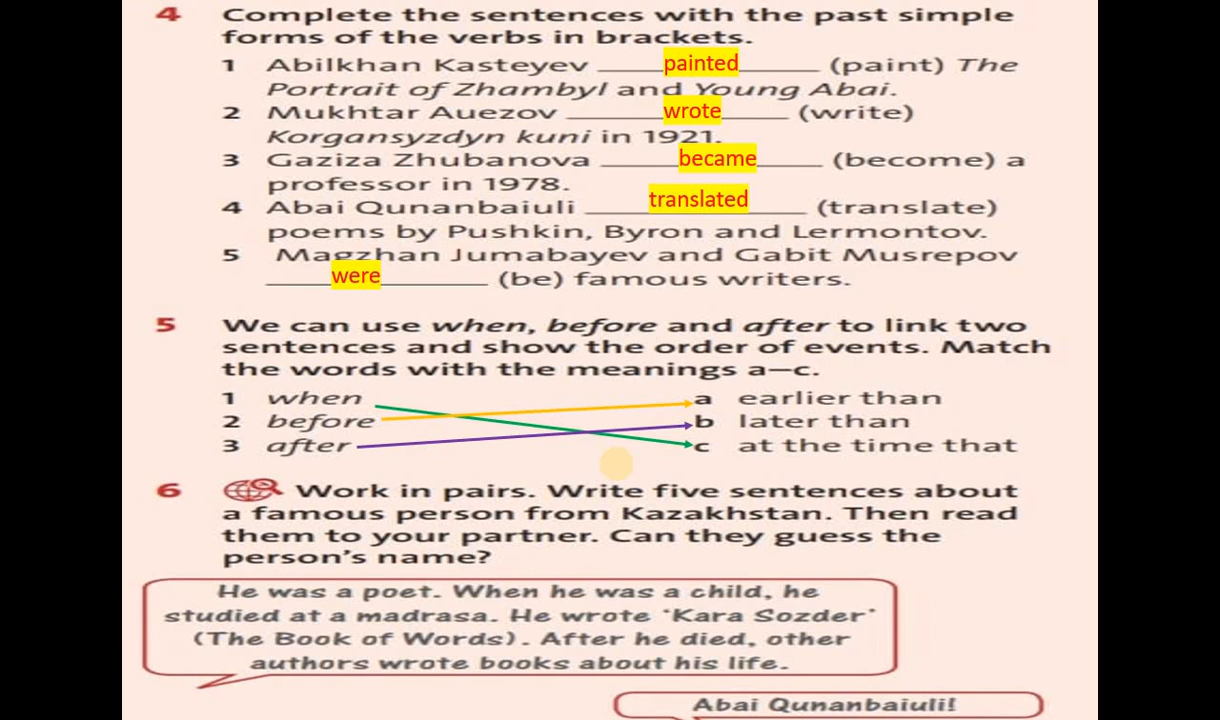 4 Complete the sentences with the past simple
forms of the verbs in brackets.
1 Abilkhan Kasteyev ______painted______ (paint) The
Portrait of Zhambyl and Young Abai.
2 Mukhtar Auezov ______wrote______ (write)
Korgansyzdyn kuni in 1921.
3 Gaziza Zhubanova ______became______ (become) a
professor in 1978.
4 Abai Qunanbaiuli ______translated______ (translate)
poems by Pushkin, Byron and Lermontov.
5 Magzhan Jumabayev and Gabit Musrepov
______were______ (be) famous writers.
5 We can use when, before and after to link two
sentences and show the order of events. Match
the words with the meanings a–c.
1 when a earlier than
2 before b later than
3 after c at the time that
6 Work in pairs. Write five sentences about
a famous person from Kazakhstan. Then read
them to your partner. Can they guess the
person's name?
He was a poet. When he was a child, he
studied at a madrasa. He wrote 'Kara Sozder'
(The Book of Words). After he died, other
authors wrote books about his life.
Abai Qunanbaiuli!